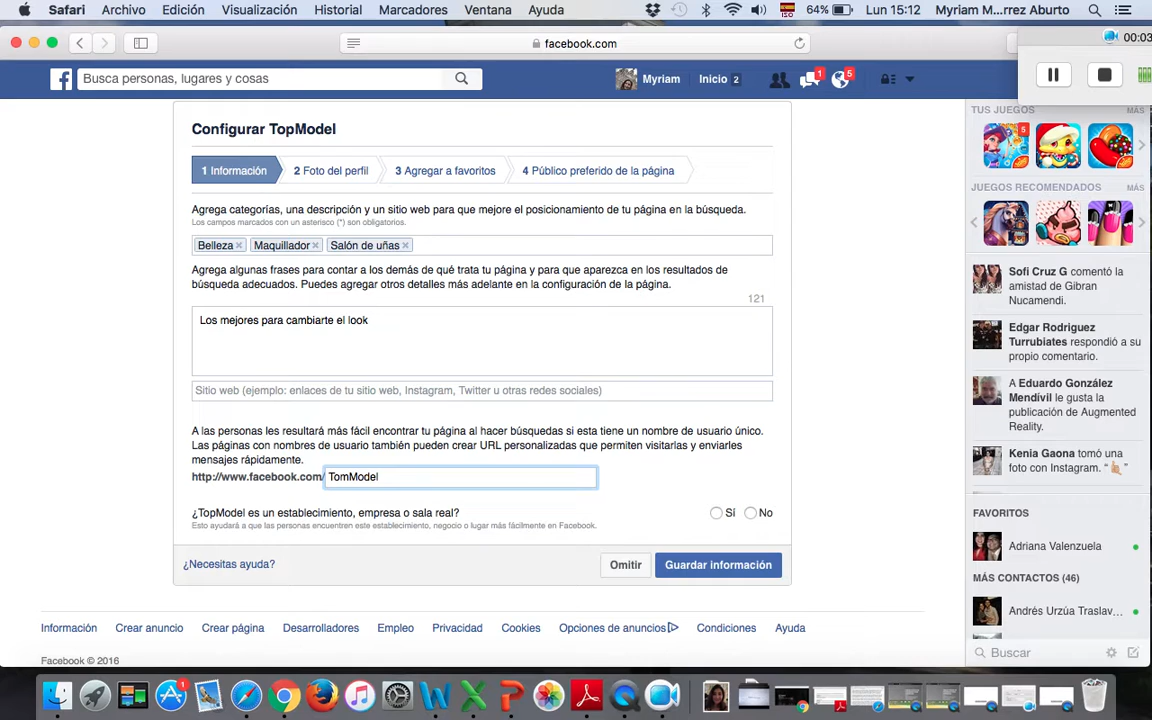 Safari Archivo Edición Visualización Historial Marcadores Ventana Ayuda ISO 64% Lun 15:12 Myriam M...rrez Aburto
facebook.com
00:03
Busca personas, lugares y cosas
Myriam Inicio 2 1 5
Configurar TopModel
1 Información 2 Foto del perfil 3 Agregar a favoritos 4 Público preferido de la página
Agrega categorías, una descripción y un sitio web para que mejore el posicionamiento de tu página en la búsqueda.
Los campos marcados con un asterisco (*) son obligatorios.
Belleza × Maquillador × Salón de uñas ×
Agrega algunas frases para contar a los demás de qué trata tu página y para que aparezca en los resultados de
búsqueda adecuados. Puedes agregar otros detalles más adelante en la configuración de la página.
121
Los mejores para cambiarte el look
Sitio web (ejemplo: enlaces de tu sitio web, Instagram, Twitter u otras redes sociales)
A las personas les resultará más fácil encontrar tu página al hacer búsquedas si esta tiene un nombre de usuario único.
Las páginas con nombres de usuario también pueden crear URL personalizadas que permiten visitarlas y enviarles
mensajes rápidamente.
http://www.facebook.com/ TomModel
¿TopModel es un establecimiento, empresa o sala real? Sí No
Esto ayudará a que las personas encuentren este establecimiento, negocio o lugar más fácilmente en Facebook.
¿Necesitas ayuda? Omitir Guardar información
Información Crear anuncio Crear página Desarrolladores Empleo Privacidad Cookies Opciones de anuncios Condiciones Ayuda
Facebook © 2016
TUS JUEGOS MÁS
5
JUEGOS RECOMENDADOS MÁS
Sofi Cruz G comentó la
amistad de Gibran
Nucamendi.
Edgar Rodriguez
Turrubiates respondió a su
propio comentario.
A Eduardo González
Mendívil le gusta la
publicación de Augmented
Reality.
Kenia Gaona tomó una
foto con Instagram. “ ”
FAVORITOS
Adriana Valenzuela
MÁS CONTACTOS (46)
Andrés Urzúa Traslav...
Buscar
1